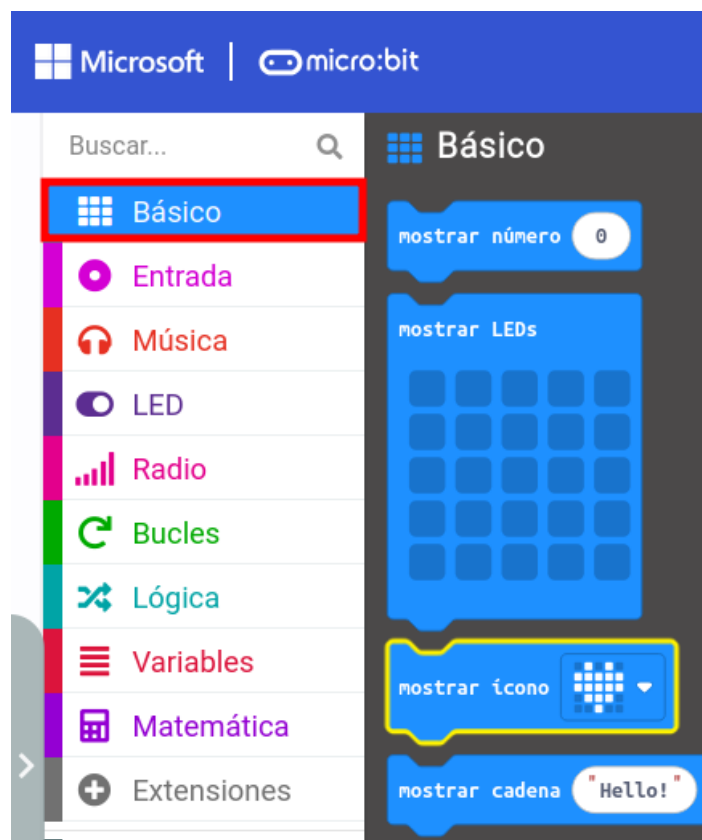 Microsoft micro:bit
Buscar...
Básico
Entrada
Música
LED
Radio
Bucles
Lógica
Variables
Matemática
Extensiones
Básico
mostrar número 0
mostrar LEDs
mostrar ícono
mostrar cadena "Hello!"